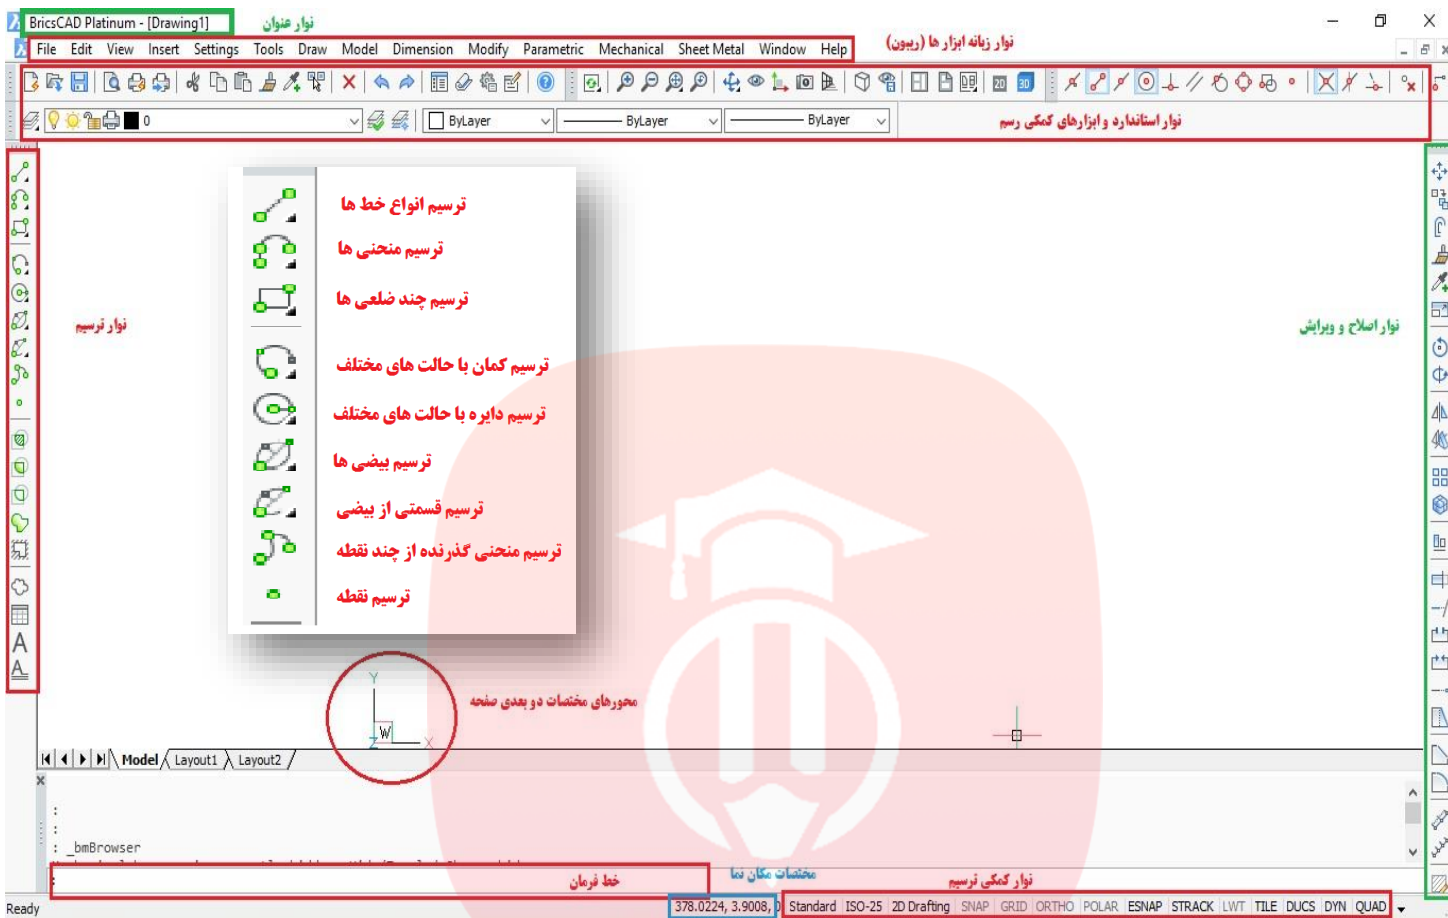 BricsCAD Platinum - [Drawing1]
نوار عنوان
File Edit View Insert Settings Tools Draw Model Dimension Modify Parametric Mechanical Sheet Metal Window Help
نوار زبانه ابزار ها (ریبون)
2D 3D
0 ByLayer ByLayer ByLayer
نوار استاندارد و ابزارهای کمکی رسم
ترسیم انواع خط ها
ترسیم منحنی ها
ترسیم چند ضلعی ها
نوار ترسیم
نوار اصلاح و ویرایش
ترسیم کمان با حالت های مختلف
ترسیم دایره با حالت های مختلف
ترسیم بیضی ها
ترسیم قسمتی از بیضی
ترسیم منحنی گذرنده از چند نقطه
ترسیم نقطه
A
A
Y
محورهای مختصات دو بعدی صفحه
W
Z X
Model Layout1 Layout2
:
:
: _bmBrowser
:
خط فرمان
مختصات مکان نما
نوار کمکی ترسیم
Ready 378.0224, 3.9008, Standard ISO-25 2D Drafting SNAP GRID ORTHO POLAR ESNAP STRACK LWT TILE DUCS DYN QUAD